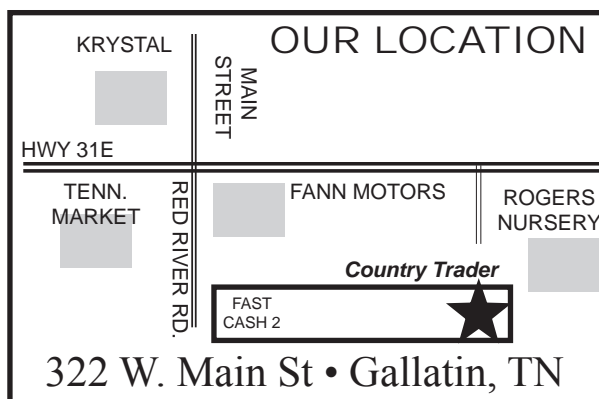 OUR LOCATION
KRYSTAL
MAIN
STREET
HWY 31E
TENN.
MARKET
RED RIVER RD.
FANN MOTORS
ROGERS
NURSERY
Country Trader
FAST
CASH 2
322 W. Main St • Gallatin, TN